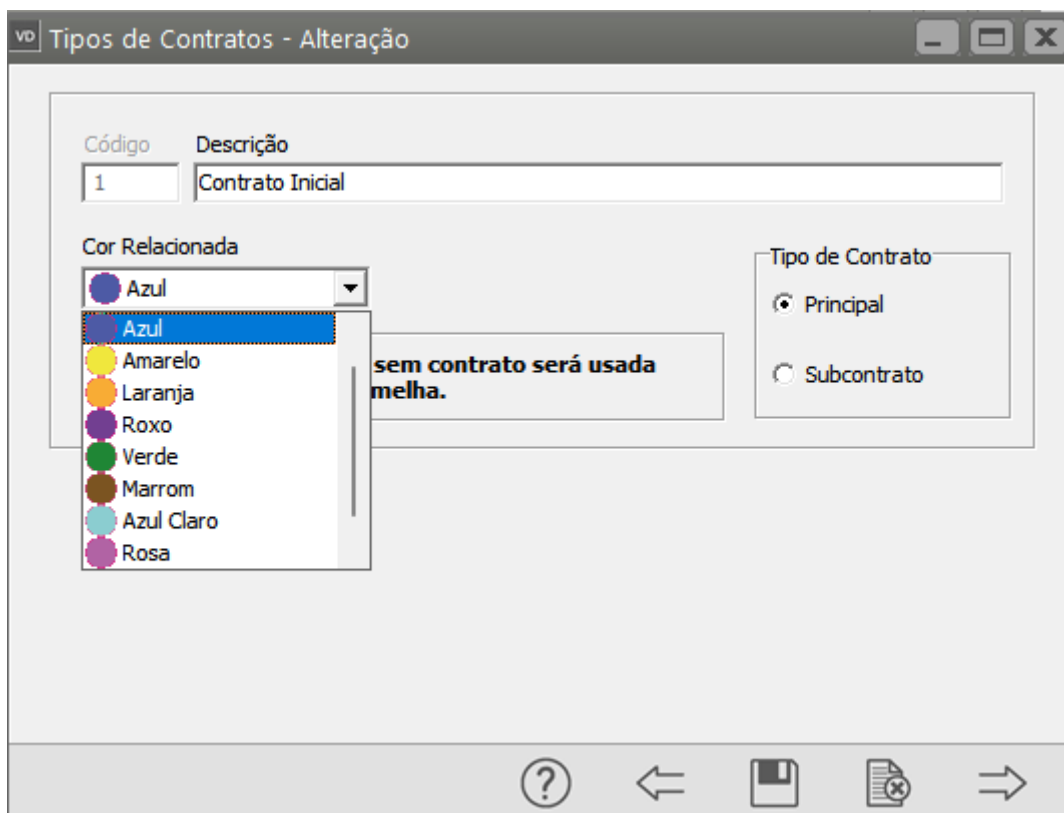 VD Tipos de Contratos - Alteração
Código Descrição
1 Contrato Inicial
Cor Relacionada
Azul
Azul
Amarelo
Laranja
Roxo
Verde
Marrom
Azul Claro
Rosa
sem contrato será usada
melha.
Tipo de Contrato
Principal
Subcontrato
?